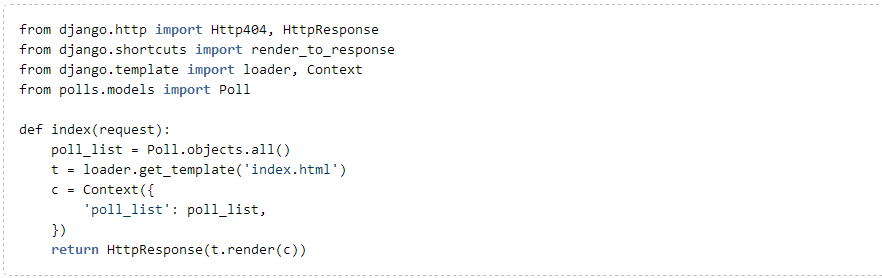 from django.http import Http404, HttpResponse
from django.shortcuts import render_to_response
from django.template import loader, Context
from polls.models import Poll

def index(request):
    poll_list = Poll.objects.all()
    t = loader.get_template('index.html')
    c = Context({
        'poll_list': poll_list,
    })
    return HttpResponse(t.render(c))